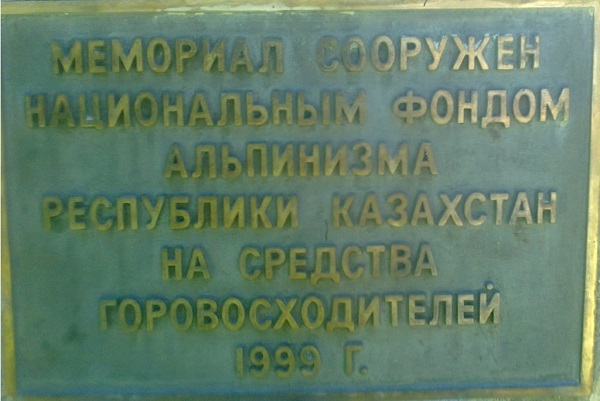 МЕМОРИАЛ СООРУЖЕН
НАЦИОНАЛЬНЫМ ФОНДОМ
АЛЬПИНИЗМА
РЕСПУБЛИКИ КАЗАХСТАН
НА СРЕДСТВА
ГОРОВОСХОДИТЕЛЕЙ
1999 Г.